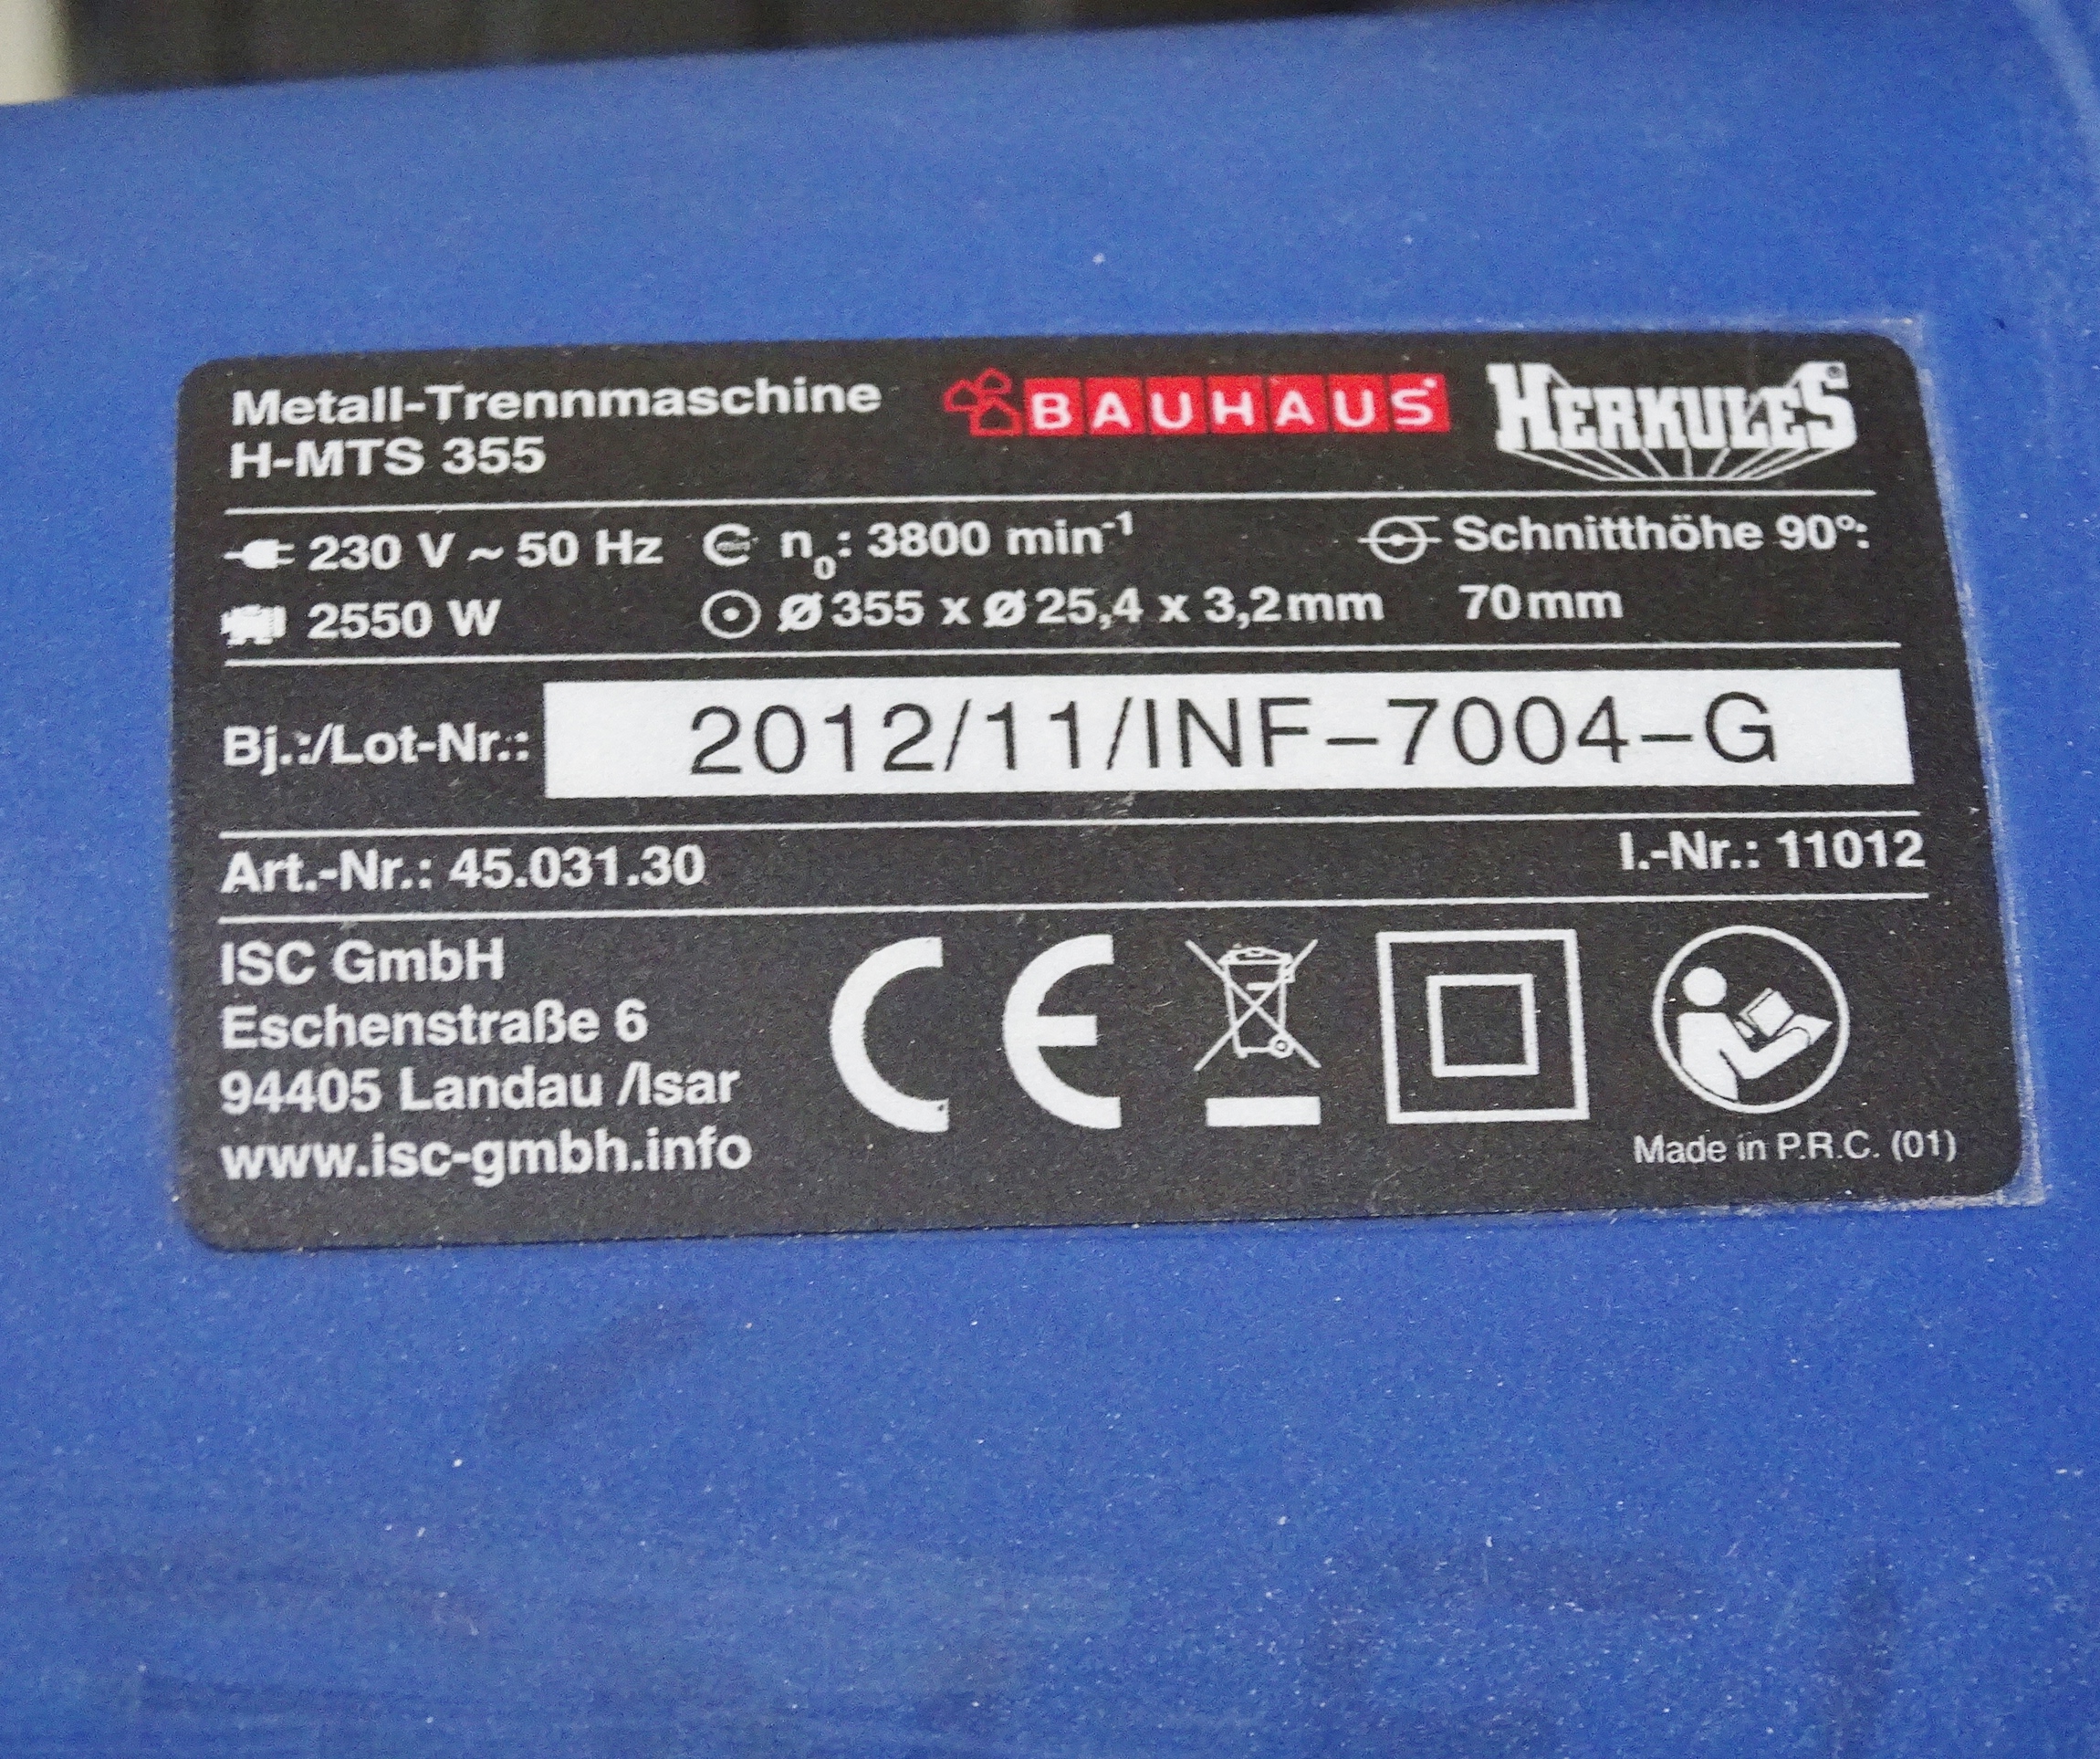 Metall-Trennmaschine
H-MTS 355
BAUHAUS®
HERKULES®
230 V ~ 50 Hz n₀: 3800 min⁻¹ Schnitthöhe 90°:
2550 W Ø 355 x Ø 25,4 x 3,2mm 70mm
Bj.:/Lot-Nr.: 2012/11/INF-7004-G
Art.-Nr.: 45.031.30 I.-Nr.: 11012
ISC GmbH
Eschenstraße 6
94405 Landau /Isar
www.isc-gmbh.info
CE
Made in P.R.C. (01)